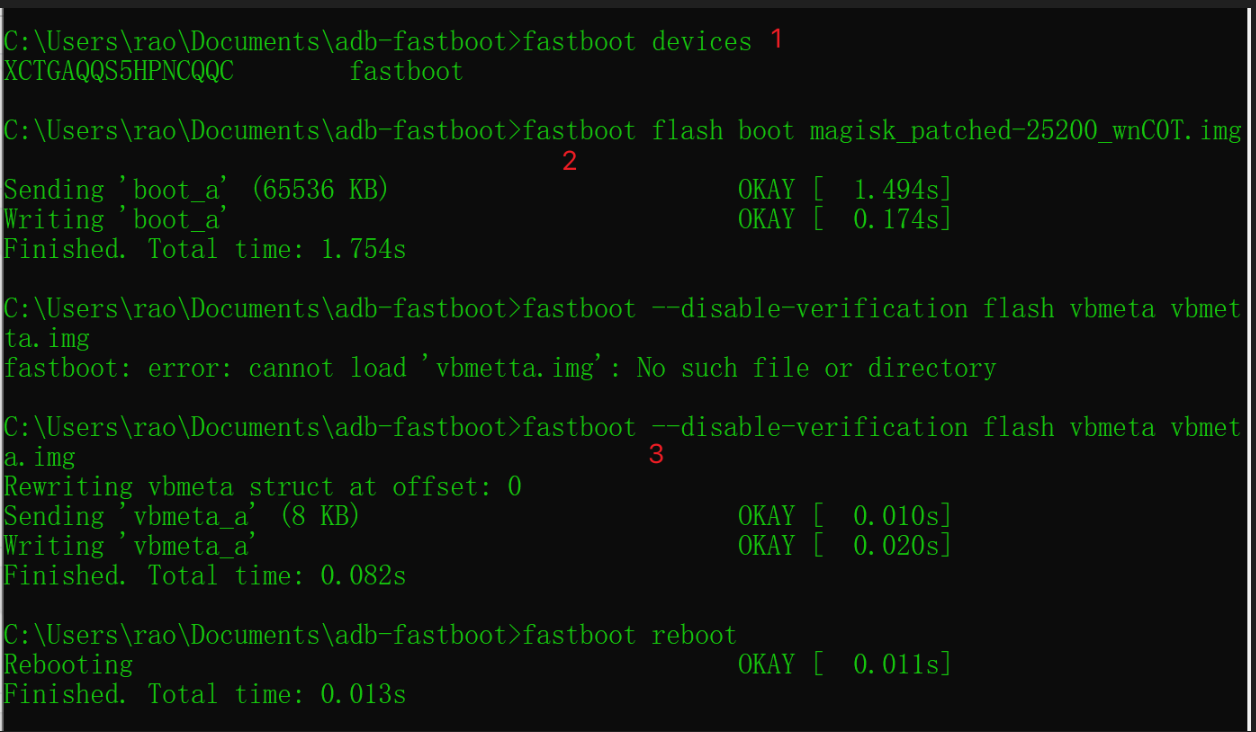 C:\Users\rao\Documents\adb-fastboot>fastboot devices 1
XCTGAQQS5HPNCQQC fastboot
C:\Users\rao\Documents\adb-fastboot>fastboot flash boot magisk_patched-25200_wnCOT.img
2
Sending 'boot_a' (65536 KB) OKAY [ 1.494s]
Writing 'boot_a' OKAY [ 0.174s]
Finished. Total time: 1.754s
C:\Users\rao\Documents\adb-fastboot>fastboot --disable-verification flash vbmeta vbmet
ta.img
fastboot: error: cannot load 'vbmetta.img': No such file or directory
C:\Users\rao\Documents\adb-fastboot>fastboot --disable-verification flash vbmeta vbmet
a.img 3
Rewriting vbmeta struct at offset: 0
Sending 'vbmeta_a' (8 KB) OKAY [ 0.010s]
Writing 'vbmeta_a' OKAY [ 0.020s]
Finished. Total time: 0.082s
C:\Users\rao\Documents\adb-fastboot>fastboot reboot
Rebooting OKAY [ 0.011s]
Finished. Total time: 0.013s